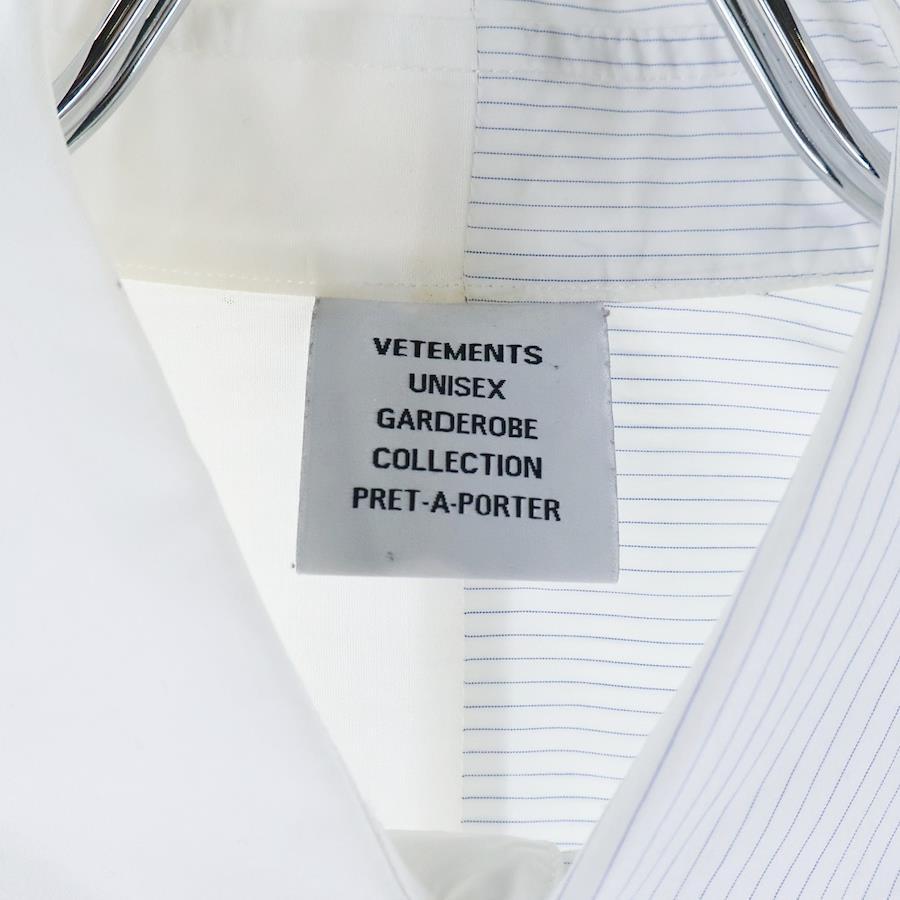 VETEMENTS
UNISEX
GARDEROBE
COLLECTION
PRET-A-PORTER